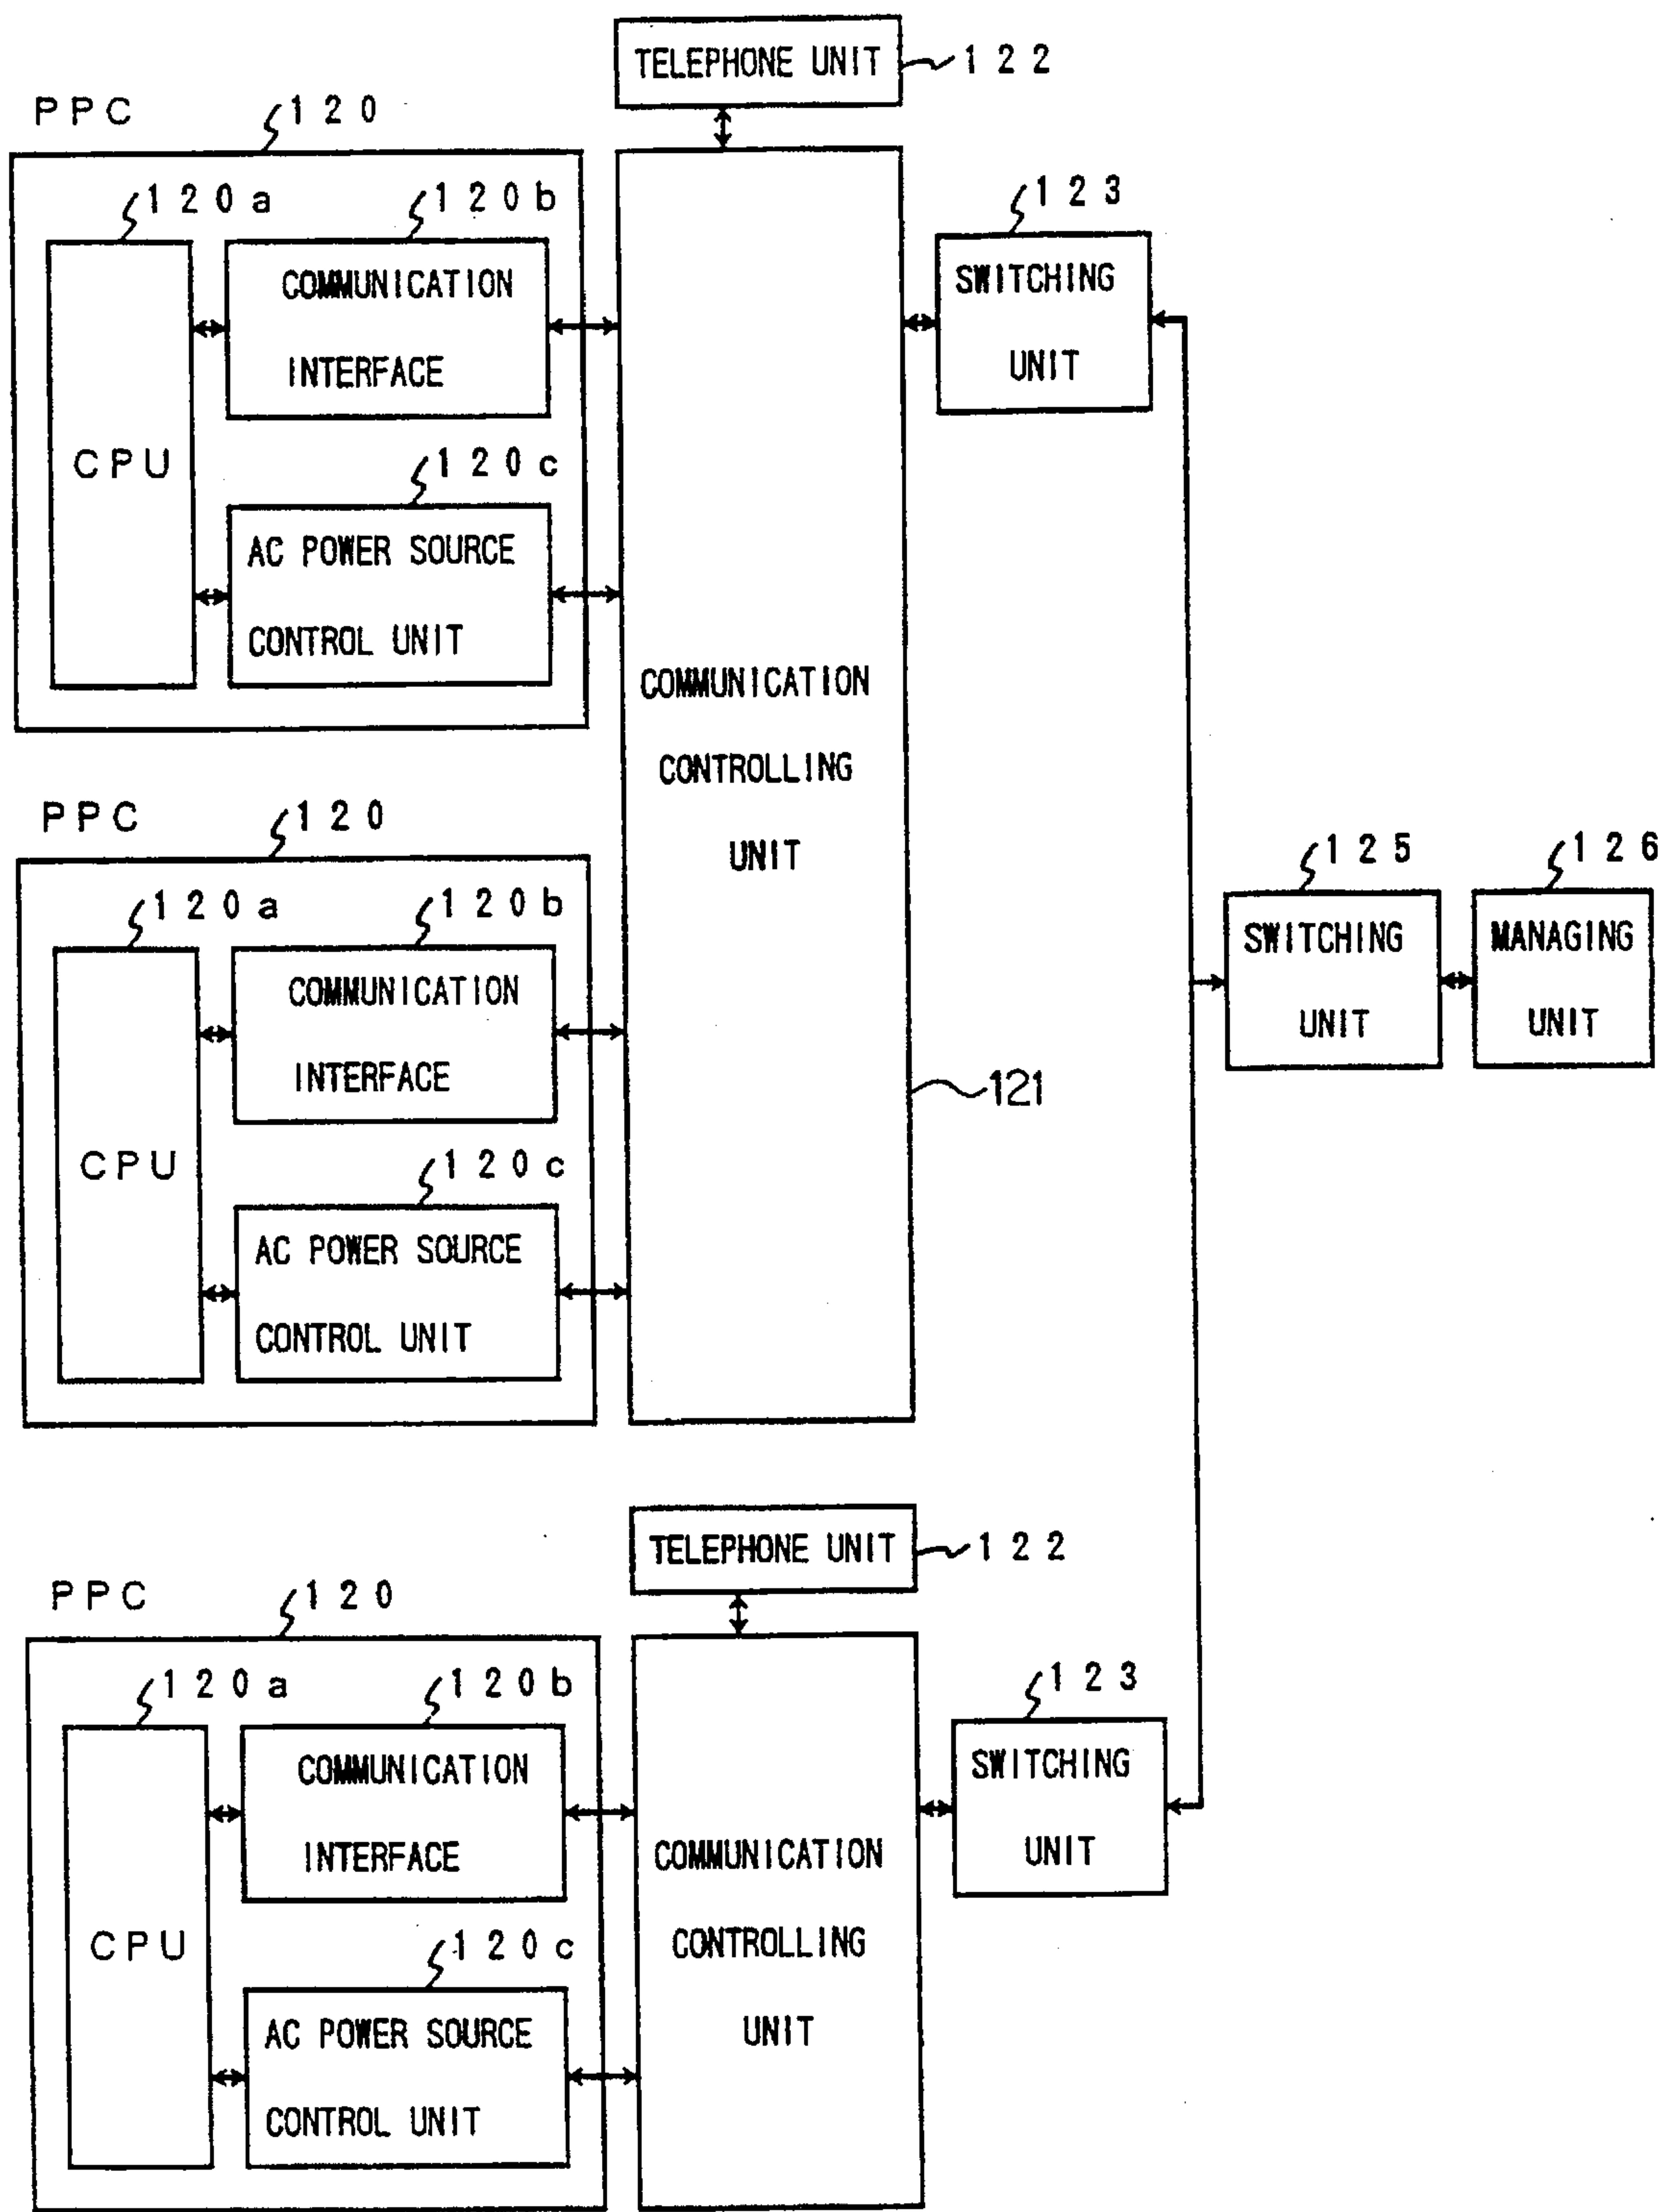 TELEPHONE UNIT
122
PPC
120
120a
120b
CPU
COMMUNICATION
INTERFACE
120c
AC POWER SOURCE
CONTROL UNIT
COMMUNICATION
CONTROLLING
UNIT
121
123
SWITCHING
UNIT
PPC
120
120a
120b
CPU
COMMUNICATION
INTERFACE
120c
AC POWER SOURCE
CONTROL UNIT
125
SWITCHING
UNIT
126
MANAGING
UNIT
TELEPHONE UNIT
122
PPC
120
120a
120b
CPU
COMMUNICATION
INTERFACE
120c
AC POWER SOURCE
CONTROL UNIT
COMMUNICATION
CONTROLLING
UNIT
123
SWITCHING
UNIT